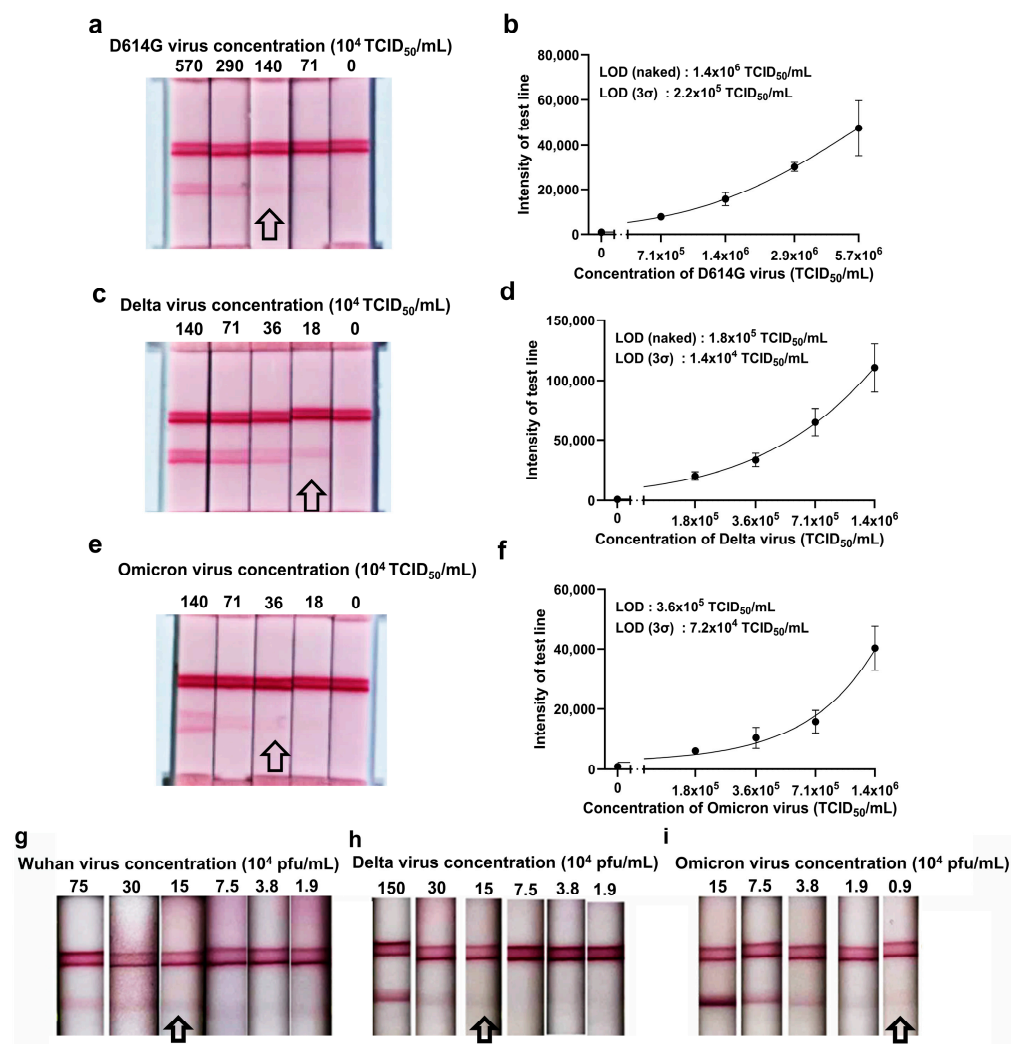 a
D614G virus concentration (10⁴ TCID₅₀/mL)
570 290 140 71 0
b
80,000
60,000
40,000
20,000
0
Intensity of test line
LOD (naked) : 1.4x10⁶ TCID₅₀/mL
LOD (3σ) : 2.2x10⁵ TCID₅₀/mL
0 7.1x10⁵ 1.4x10⁶ 2.9x10⁶ 5.7x10⁶
Concentration of D614G virus (TCID₅₀/mL)
c
Delta virus concentration (10⁴ TCID₅₀/mL)
140 71 36 18 0
d
150,000
100,000
50,000
0
Intensity of test line
LOD (naked) : 1.8x10⁵ TCID₅₀/mL
LOD (3σ) : 1.4x10⁴ TCID₅₀/mL
0 1.8x10⁵ 3.6x10⁵ 7.1x10⁵ 1.4x10⁶
Concentration of Delta virus (TCID₅₀/mL)
e
Omicron virus concentration (10⁴ TCID₅₀/mL)
140 71 36 18 0
f
60,000
40,000
20,000
0
Intensity of test line
LOD : 3.6x10⁵ TCID₅₀/mL
LOD (3σ) : 7.2x10⁴ TCID₅₀/mL
0 1.8x10⁵ 3.6x10⁵ 7.1x10⁵ 1.4x10⁶
Concentration of Omicron virus (TCID₅₀/mL)
g
Wuhan virus concentration (10⁴ pfu/mL)
75 30 15 7.5 3.8 1.9
h
Delta virus concentration (10⁴ pfu/mL)
150 30 15 7.5 3.8 1.9
i
Omicron virus concentration (10⁴ pfu/mL)
15 7.5 3.8 1.9 0.9